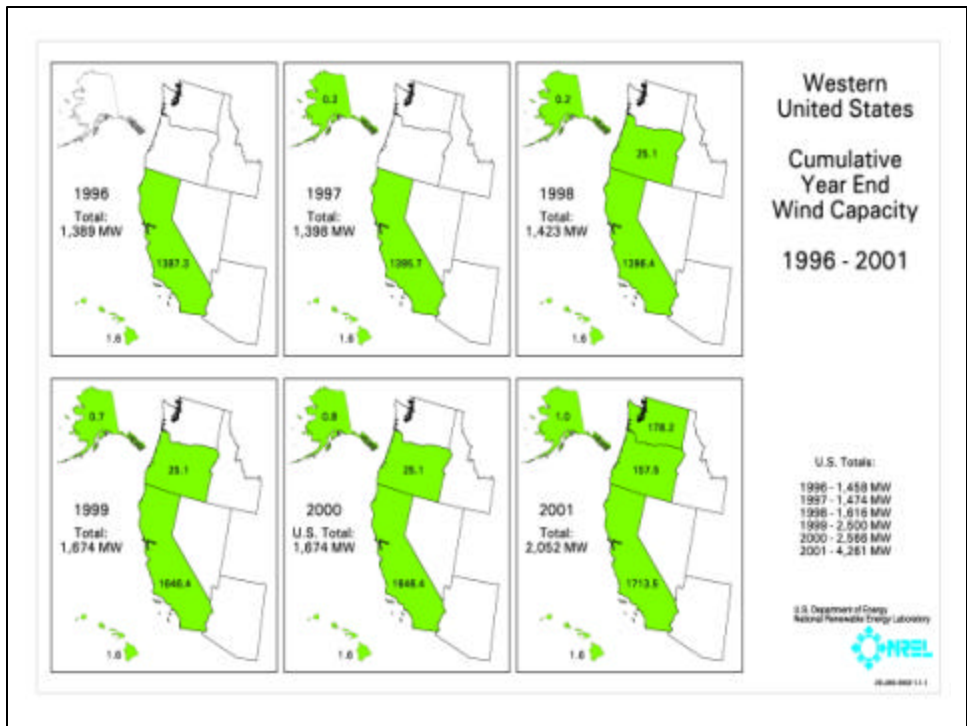 Western
United States
Cumulative
Year End
Wind Capacity
1996 - 2001
1996
Total:
1,389 MW
1387.3
1.6
0.2
1997
Total:
1,398 MW
1395.7
1.6
0.2
25.1
1998
Total:
1,423 MW
1396.4
1.6
0.7
25.1
1999
Total:
1,674 MW
1646.4
1.6
0.8
25.1
2000
U.S. Total:
1,674 MW
1646.4
1.6
1.0
178.2
157.5
2001
Total:
2,052 MW
1713.5
1.6
U.S. Totals:
1996 - 1,458 MW
1997 - 1,474 MW
1998 - 1,616 MW
1999 - 2,500 MW
2000 - 2,566 MW
2001 - 4,261 MW
U.S. Department of Energy
National Renewable Energy Laboratory
NREL